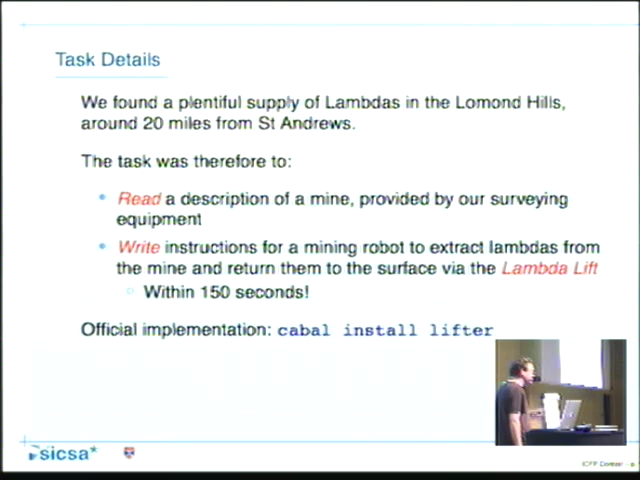 Task Details
We found a plentiful supply of Lambdas in the Lomond Hills,
around 20 miles from St Andrews.
The task was therefore to:
Read a description of a mine, provided by our surveying
equipment
Write instructions for a mining robot to extract lambdas from
the mine and return them to the surface via the Lambda Lift
Within 150 seconds!
Official implementation: cabal install lifter
sicsa*
ICFP Contest